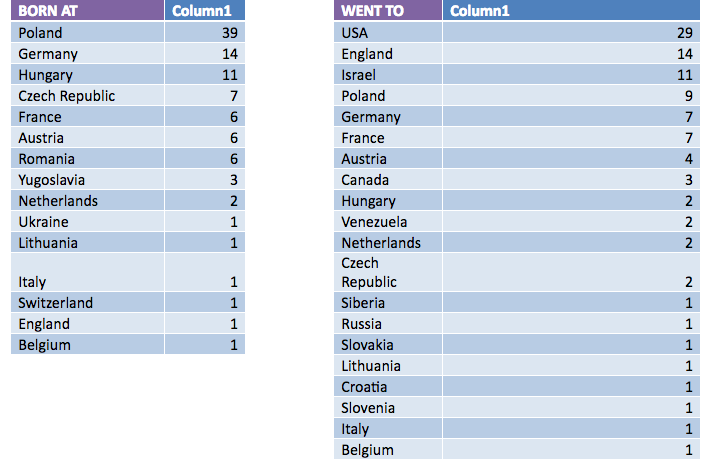 BORN AT Column1
Poland 39
Germany 14
Hungary 11
Czech Republic 7
France 6
Austria 6
Romania 6
Yugoslavia 3
Netherlands 2
Ukraine 1
Lithuania 1
Italy 1
Switzerland 1
England 1
Belgium 1
WENT TO Column1
USA 29
England 14
Israel 11
Poland 9
Germany 7
France 7
Austria 4
Canada 3
Hungary 2
Venezuela 2
Netherlands 2
Czech
Republic 2
Siberia 1
Russia 1
Slovakia 1
Lithuania 1
Croatia 1
Slovenia 1
Italy 1
Belgium 1